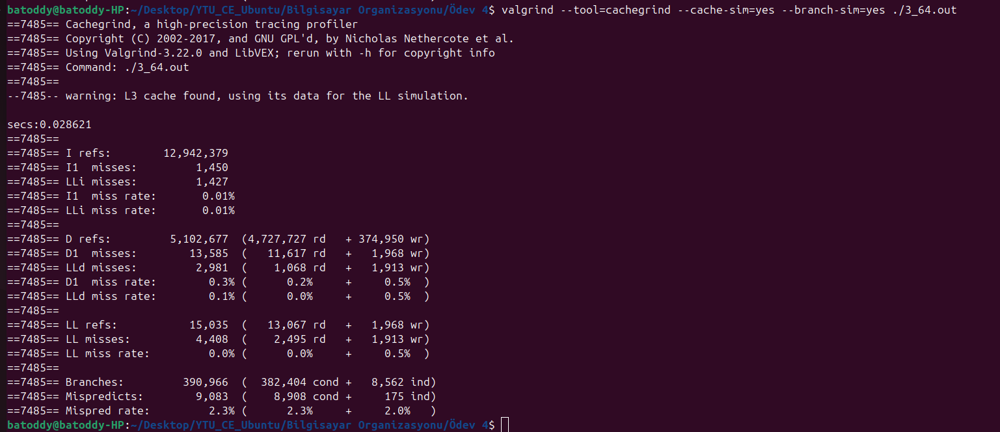 batoddy@batoddy-HP:~/Desktop/YTU_CE_Ubuntu/Bilgisayar Organizasyonu/Ödev 4$ valgrind --tool=cachegrind --cache-sim=yes --branch-sim=yes ./3_64.out
==7485== Cachegrind, a high-precision tracing profiler
==7485== Copyright (C) 2002-2017, and GNU GPL'd, by Nicholas Nethercote et al.
==7485== Using Valgrind-3.22.0 and LibVEX; rerun with -h for copyright info
==7485== Command: ./3_64.out
==7485==
--7485-- warning: L3 cache found, using its data for the LL simulation.
secs:0.028621
==7485==
==7485== I refs:        12,942,379
==7485== I1  misses:         1,450
==7485== LLi misses:         1,427
==7485== I1  miss rate:       0.01%
==7485== LLi miss rate:       0.01%
==7485==
==7485== D refs:         5,102,677  (4,727,727 rd   + 374,950 wr)
==7485== D1  misses:        13,585  (   11,617 rd   +   1,968 wr)
==7485== LLd misses:         2,981  (    1,068 rd   +   1,913 wr)
==7485== D1  miss rate:        0.3% (      0.2%     +     0.5%  )
==7485== LLd miss rate:        0.1% (      0.0%     +     0.5%  )
==7485==
==7485== LL refs:           15,035  (   13,067 rd   +   1,968 wr)
==7485== LL misses:          4,408  (    2,495 rd   +   1,913 wr)
==7485== LL miss rate:         0.0% (      0.0%     +     0.5%  )
==7485==
==7485== Branches:         390,966  (  382,404 cond +   8,562 ind)
==7485== Mispredicts:        9,083  (    8,908 cond +     175 ind)
==7485== Mispred rate:         2.3% (      2.3%     +     2.0%   )
batoddy@batoddy-HP:~/Desktop/YTU_CE_Ubuntu/Bilgisayar Organizasyonu/Ödev 4$